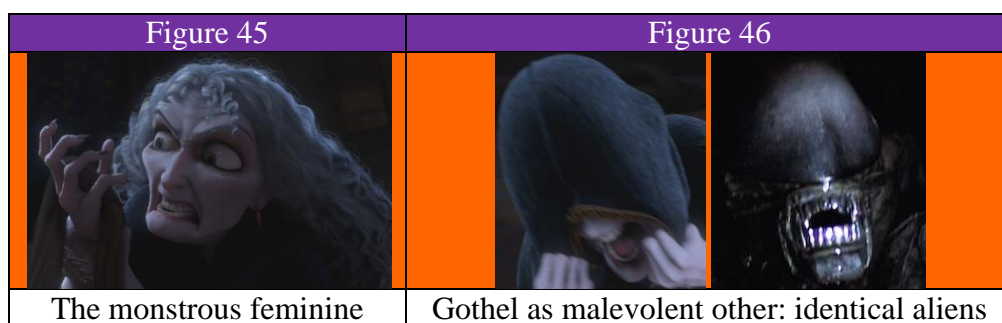 Figure 45
Figure 46
The monstrous feminine
Gothel as malevolent other: identical aliens